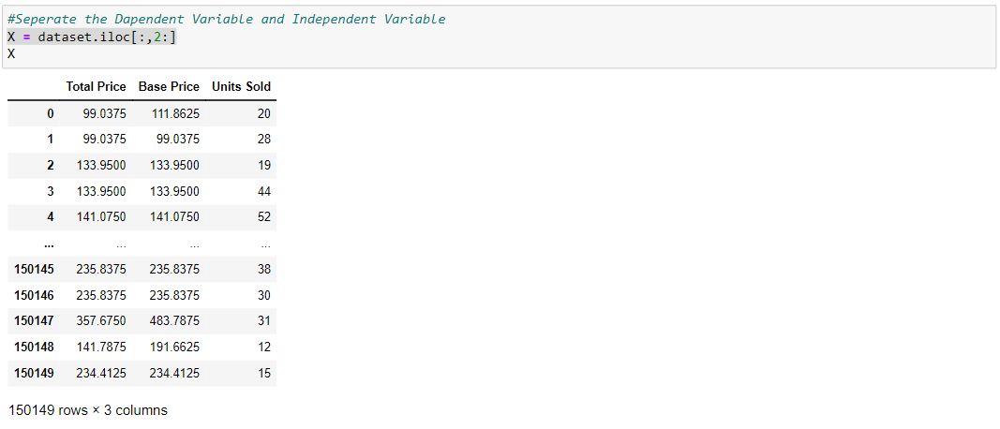 #Seperate the Dapendent Variable and Independent Variable
X = dataset.iloc[:,2:]
X
Total Price Base Price Units Sold
0 99.0375 111.8625 20
1 99.0375 99.0375 28
2 133.9500 133.9500 19
3 133.9500 133.9500 44
4 141.0750 141.0750 52
... ... ... ...
150145 235.8375 235.8375 38
150146 235.8375 235.8375 30
150147 357.6750 483.7875 31
150148 141.7875 191.6625 12
150149 234.4125 234.4125 15
150149 rows × 3 columns